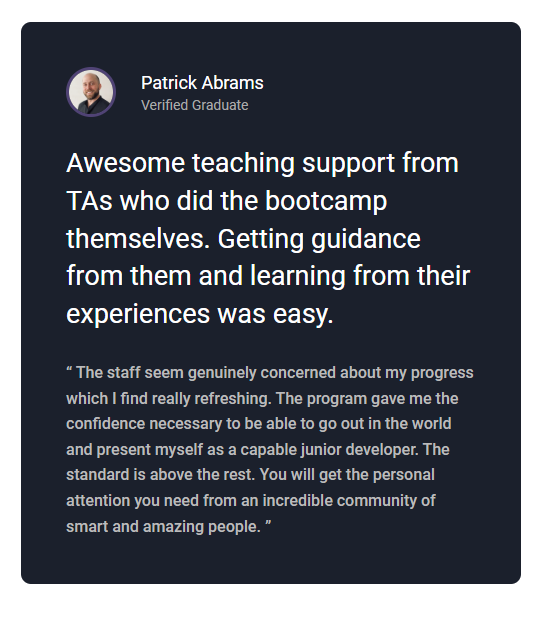 Patrick Abrams
Verified Graduate
Awesome teaching support from
TAs who did the bootcamp
themselves. Getting guidance
from them and learning from their
experiences was easy.
“ The staff seem genuinely concerned about my progress
which I find really refreshing. The program gave me the
confidence necessary to be able to go out in the world
and present myself as a capable junior developer. The
standard is above the rest. You will get the personal
attention you need from an incredible community of
smart and amazing people. ”